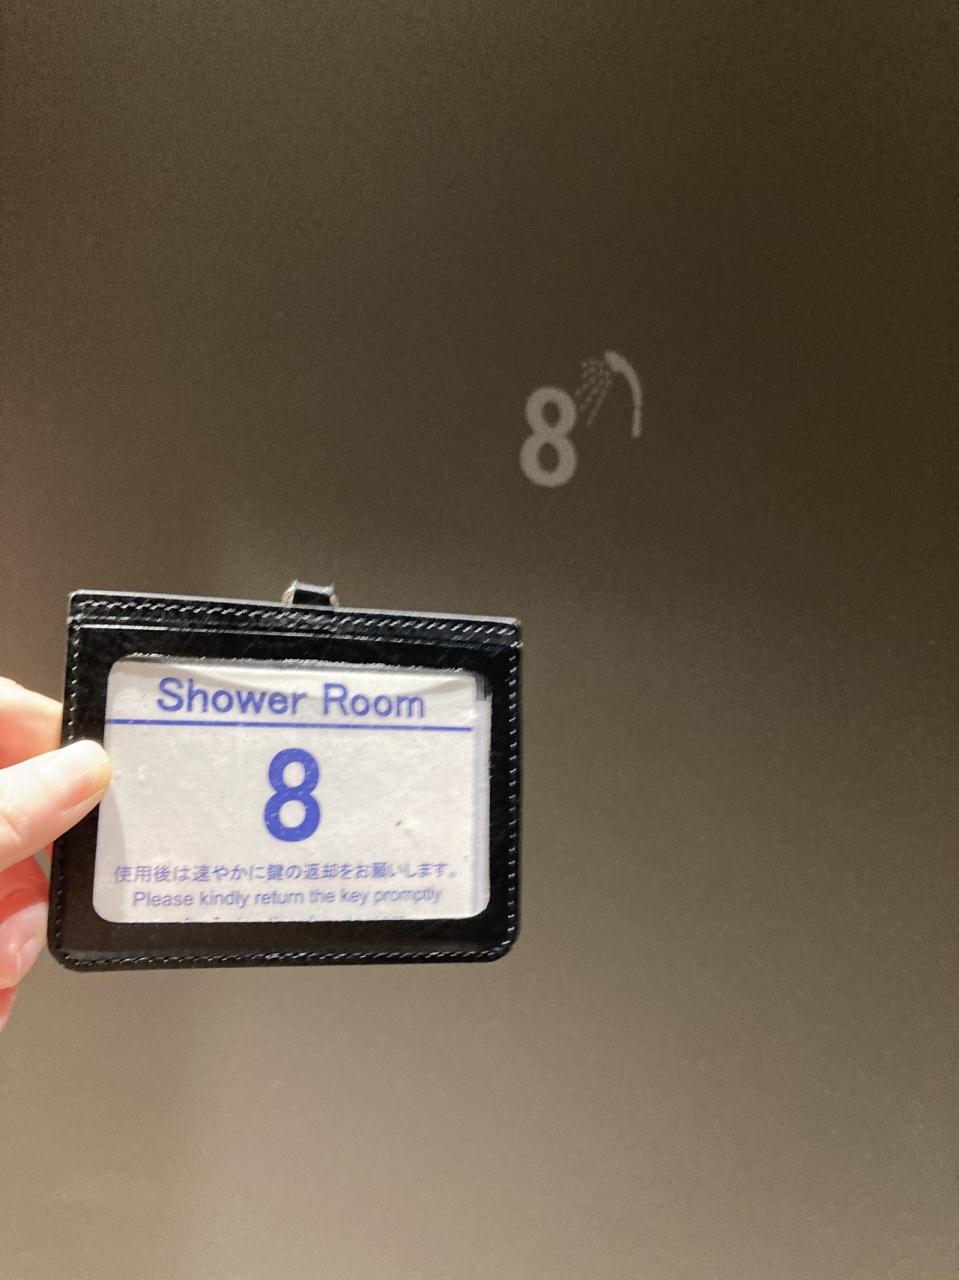 8
Shower Room
8
使用後は速やかに鍵の返却をお願いします。
Please kindly return the key promptly